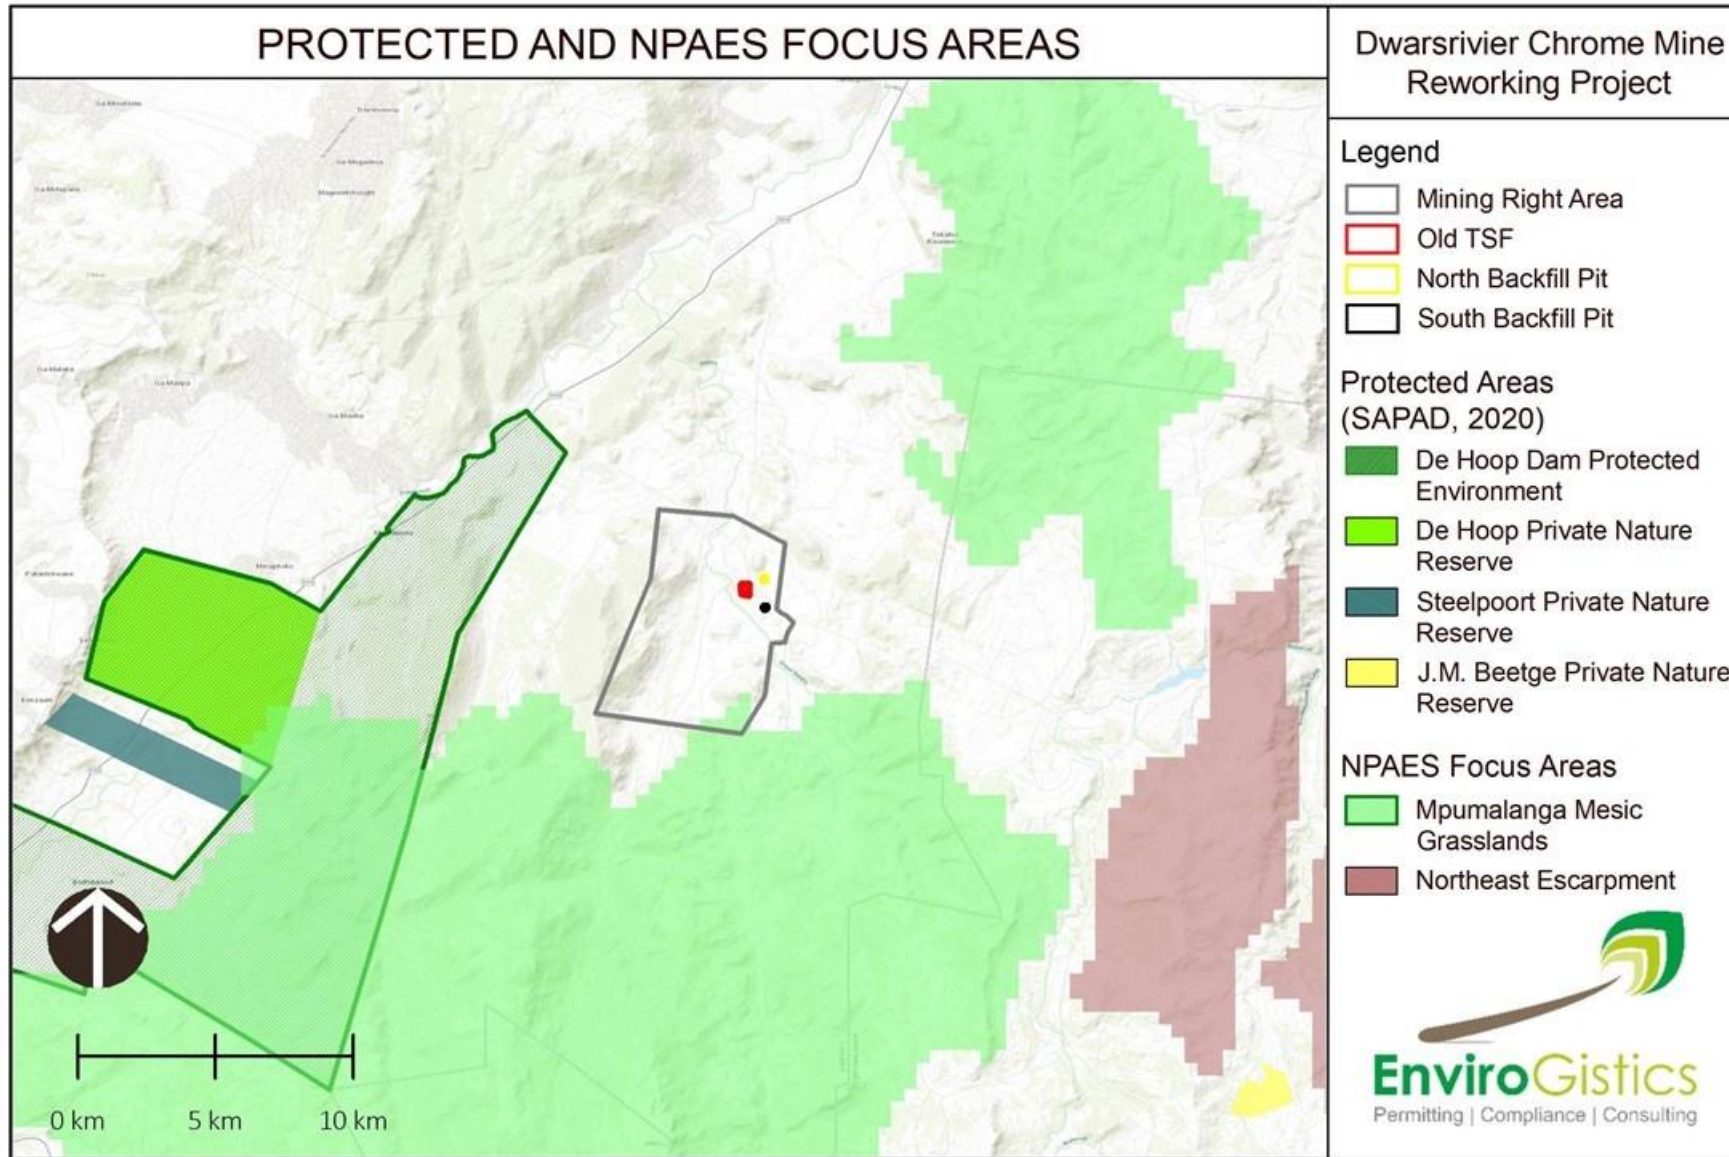 PROTECTED AND NPAES FOCUS AREAS
Dwarsrivier Chrome Mine
Reworking Project
Legend
Mining Right Area
Old TSF
North Backfill Pit
South Backfill Pit
Protected Areas
(SAPAD, 2020)
De Hoop Dam Protected
Environment
De Hoop Private Nature
Reserve
Steelpoort Private Nature
Reserve
J.M. Beetge Private Nature
Reserve
NPAES Focus Areas
Mpumalanga Mesic
Grasslands
Northeast Escarpment
0 km
5 km
10 km
EnviroGistics
Permitting | Compliance | Consulting